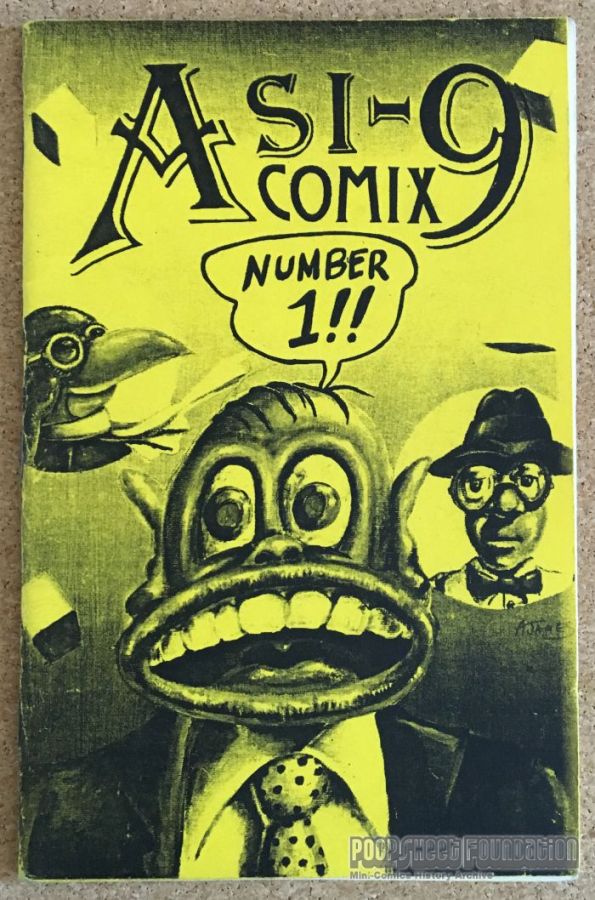 ASI-9
COMIX
NUMBER
1!!
POOPSHEET FOUNDATION
Mini-Comics History Archive